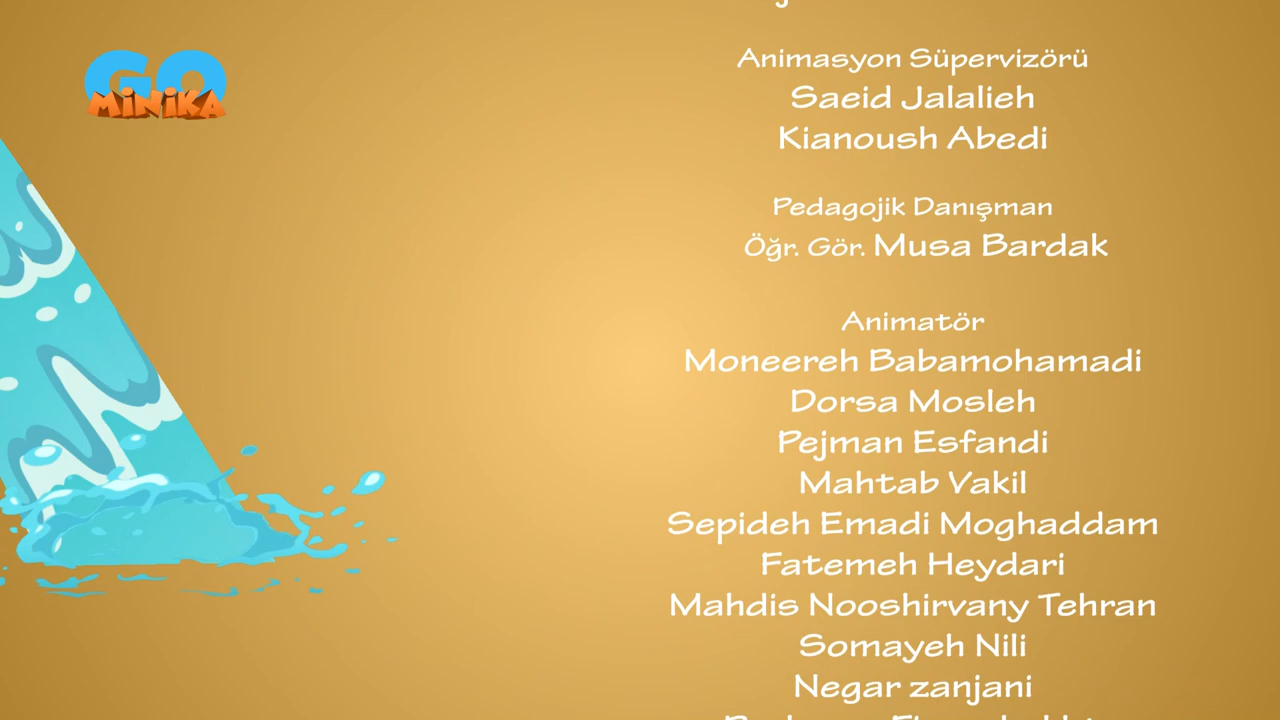 GO
MiNiKA
Animasyon Süpervizörü
Saeid Jalalieh
Kianoush Abedi
Pedagojik Danışman
Öğr. Gör. Musa Bardak
Animatör
Moneereh Babamohamadi
Dorsa Mosleh
Pejman Esfandi
Mahtab Vakil
Sepideh Emadi Moghaddam
Fatemeh Heydari
Mahdis Nooshirvany Tehran
Somayeh Nili
Negar zanjani